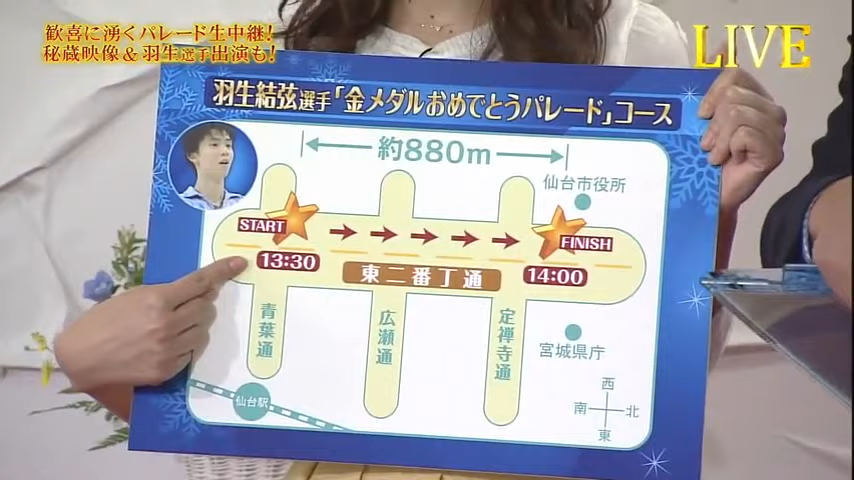 歓喜に湧くパレード生中継!
秘蔵映像&羽生選手出演も!
LIVE
羽生結弦選手「金メダルおめでとうパレード」コース
約880m
仙台市役所
START
FINISH
13:30
東二番丁通
14:00
青葉通
広瀬通
定禅寺通
宮城県庁
仙台駅
西
南
北
東